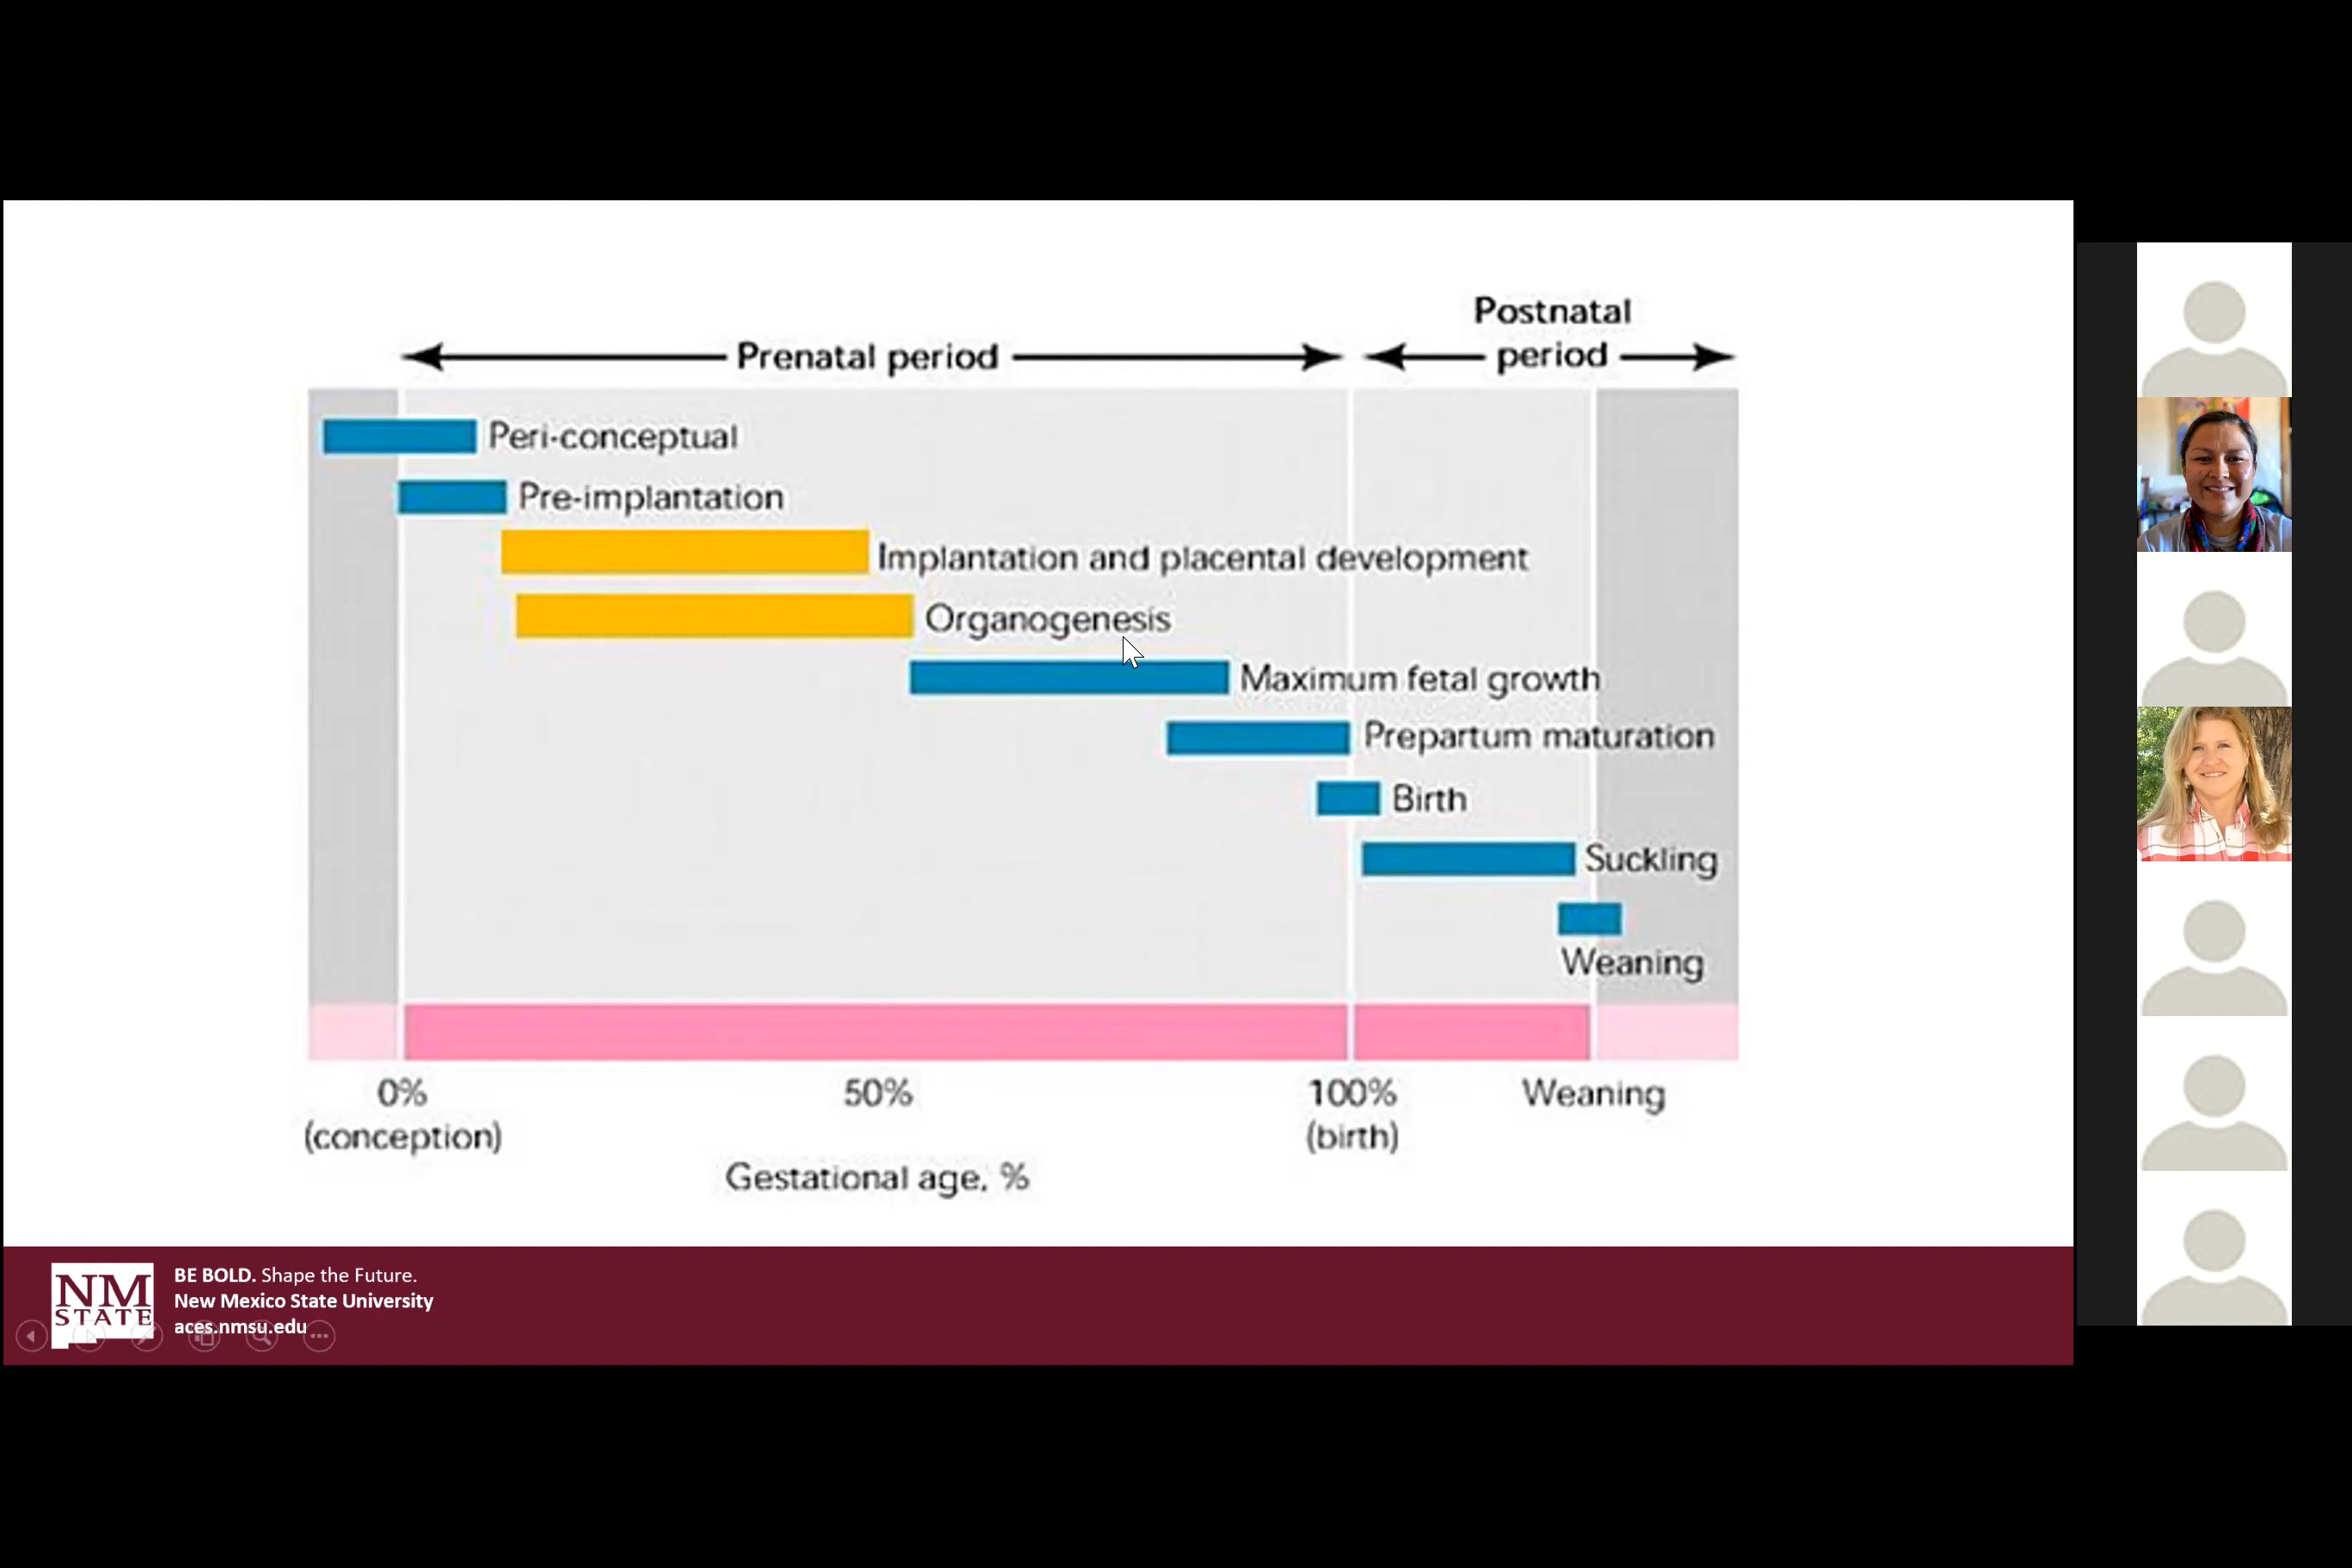 Postnatal
Prenatal period
period
Peri-conceptual
Pre-implantation
Implantation and placental development
Organogenesis
Maximum fetal growth
Prepartum maturation
Birth
Suckling
Weaning
0%
50%
100%
Weaning
(conception)
(birth)
Gestational age, %
NM
STATE
BE BOLD. Shape the Future.
New Mexico State University
aces.nmsu.edu